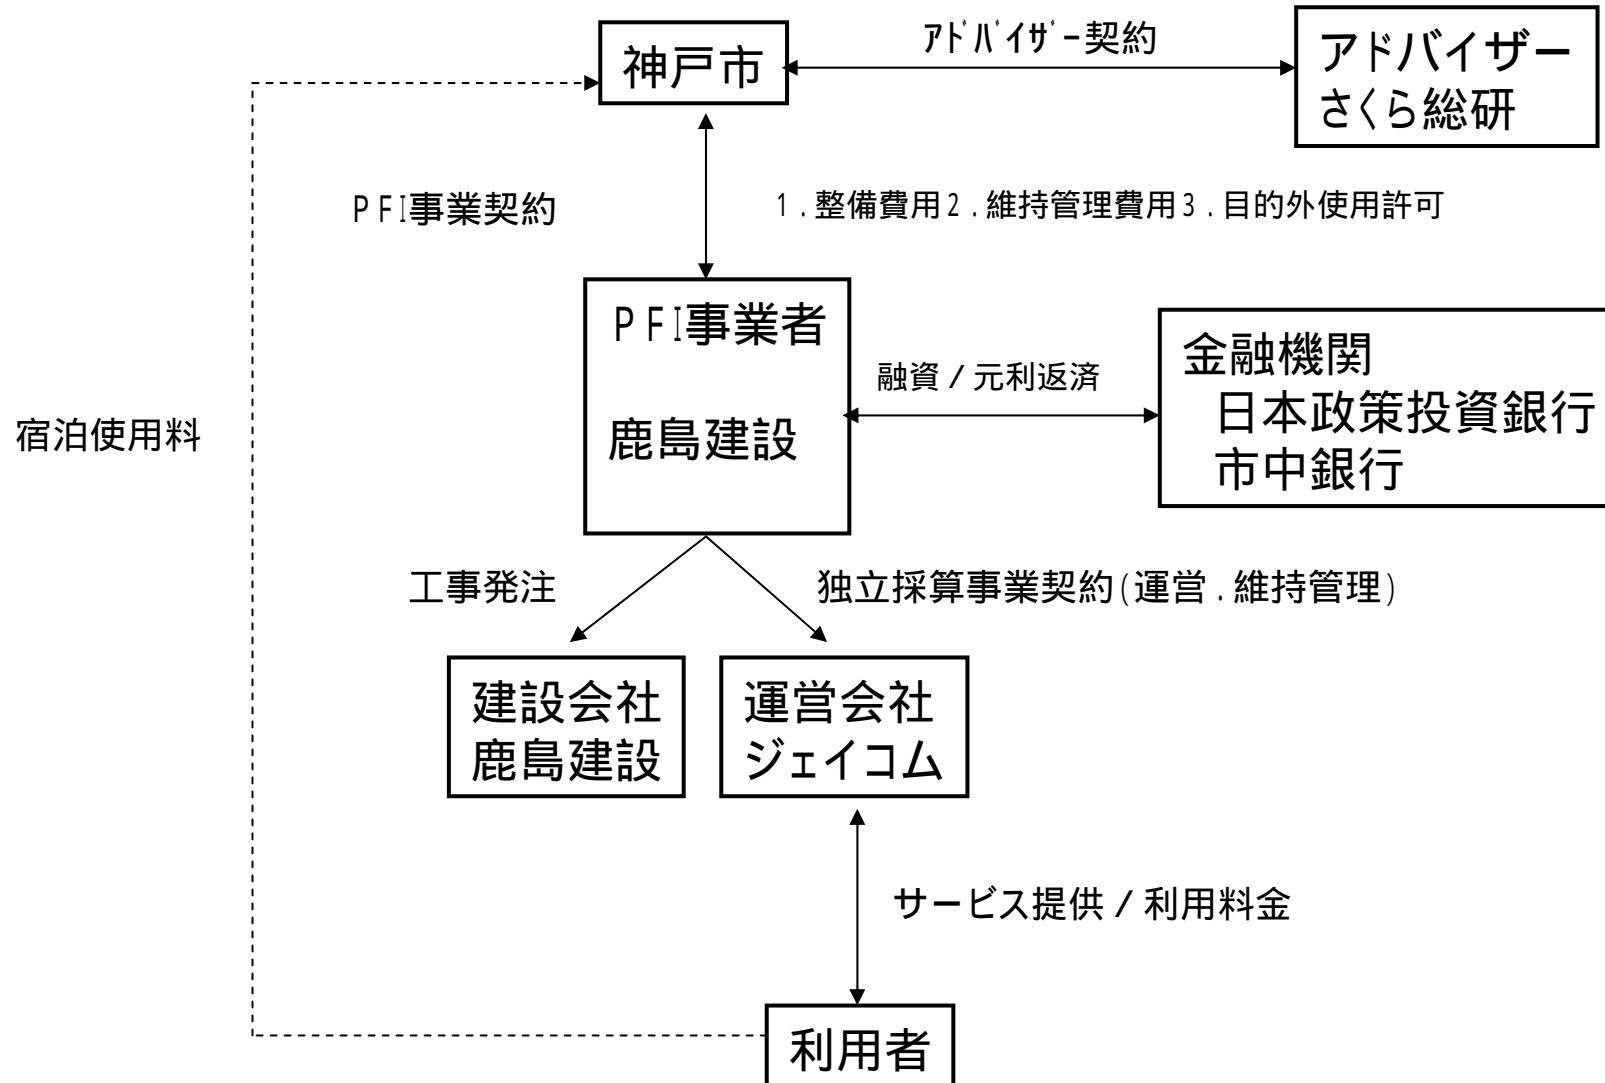 アドバイザー契約
神戸市
アドバイザー
さくら総研
PFI事業契約
1.整備費用2.維持管理費用3.目的外使用許可
PFI事業者
鹿島建設
融資/元利返済
金融機関
日本政策投資銀行
市中銀行
宿泊使用料
工事発注
独立採算事業契約(運営.維持管理)
建設会社
鹿島建設
運営会社
ジェイコム
サービス提供/利用料金
利用者